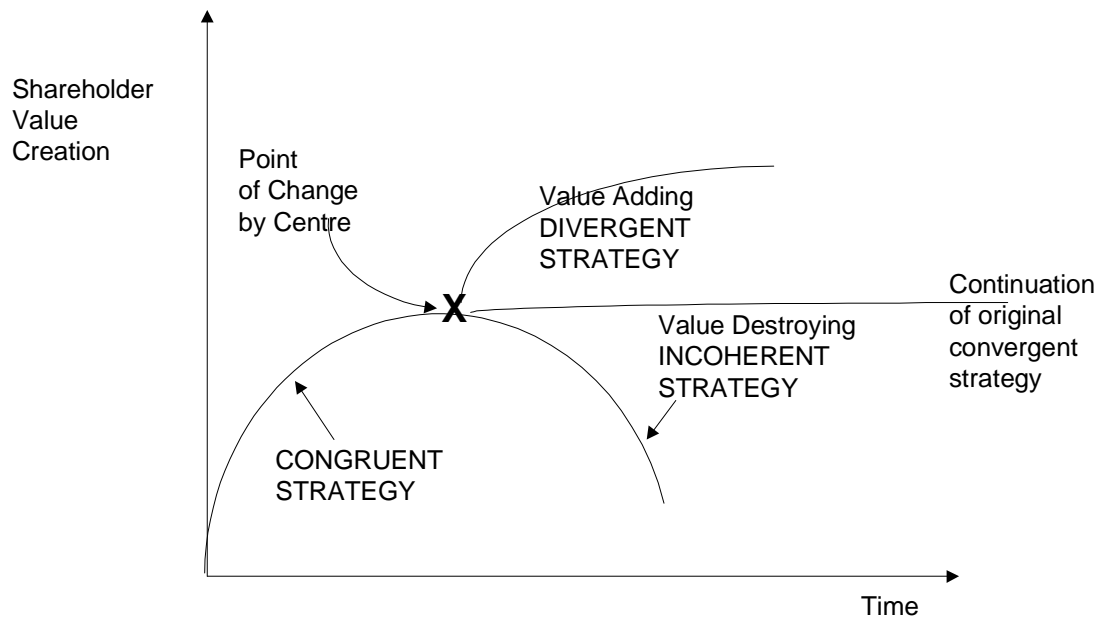 Shareholder
Value
Creation
Point
of Change
by Centre
Value Adding
DIVERGENT
STRATEGY
X
Continuation
of original
convergent
strategy
Value Destroying
INCOHERENT
STRATEGY
CONGRUENT
STRATEGY
Time